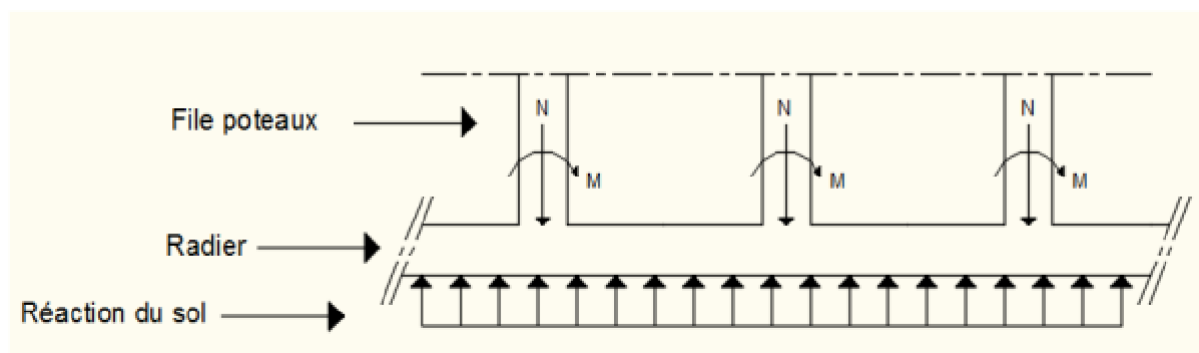 N N N
File poteaux
M M M
Radier
Réaction du sol